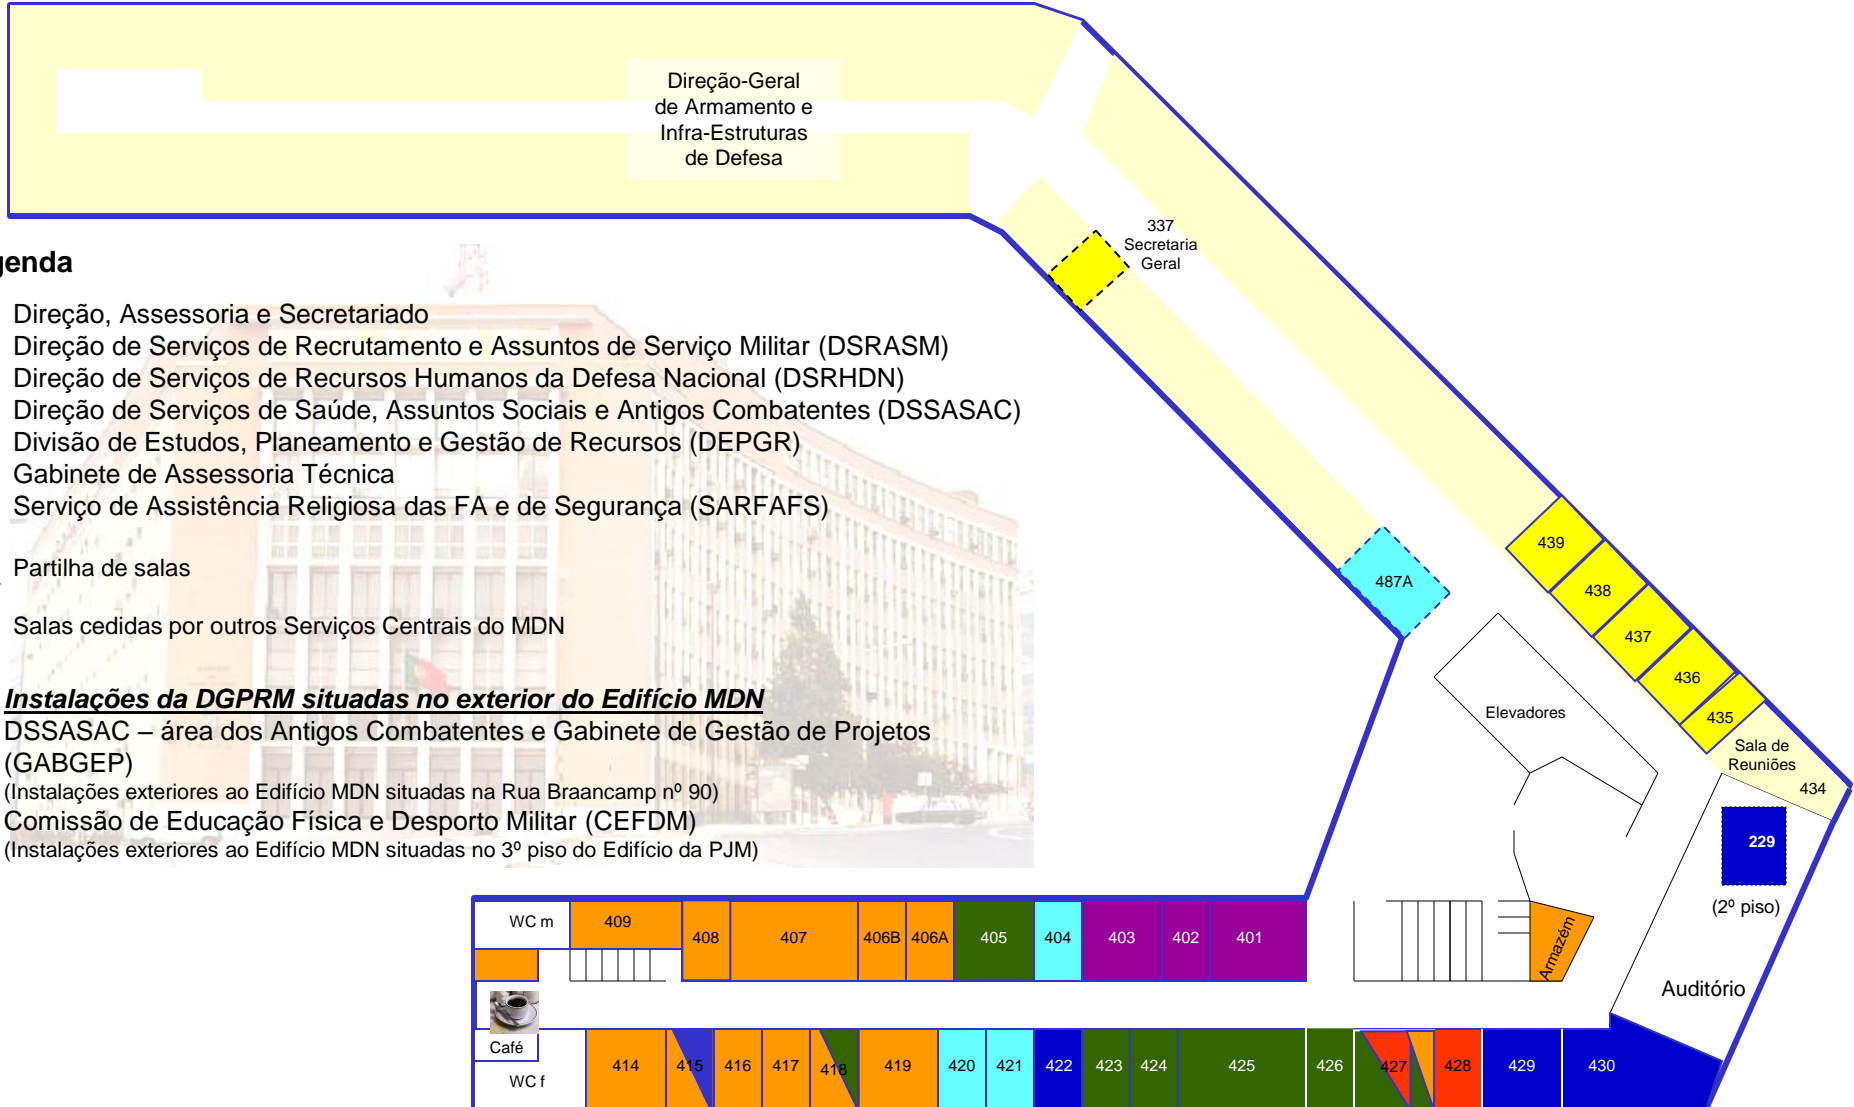 Direção-Geral
de Armamento e
Infra-Estruturas
de Defesa
337
Secretaria
Geral
genda
Direção, Assessoria e Secretariado
Direção de Serviços de Recrutamento e Assuntos de Serviço Militar (DSRASM)
Direção de Serviços de Recursos Humanos da Defesa Nacional (DSRHDN)
Direção de Serviços de Saúde, Assuntos Sociais e Antigos Combatentes (DSSASAC)
Divisão de Estudos, Planeamento e Gestão de Recursos (DEPGR)
Gabinete de Assessoria Técnica
Serviço de Assistência Religiosa das FA e de Segurança (SARFAFS)
Partilha de salas
Salas cedidas por outros Serviços Centrais do MDN
Instalações da DGPRM situadas no exterior do Edifício MDN
DSSASAC – área dos Antigos Combatentes e Gabinete de Gestão de Projetos
(GABGEP)
(Instalações exteriores ao Edifício MDN situadas na Rua Braancamp nº 90)
Comissão de Educação Física e Desporto Militar (CEFDM)
(Instalações exteriores ao Edifício MDN situadas no 3º piso do Edifício da PJM)
439
487A
438
437
436
435
Elevadores
Sala de
Reuniões
434
229
(2º piso)
Auditório
Armazém
WC m
409
408
407
406B
406A
405
404
403
402
401
Café
WC f
414
415
416
417
418
419
420
421
422
423
424
425
426
427
428
429
430